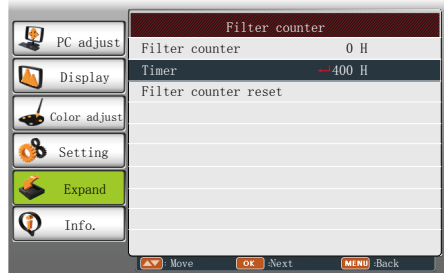 PC adjust
Display
Color adjust
Setting
Expand
Info.
Filter counter
Filter counter 0 H
Timer 400 H
Filter counter reset
: Move OK :Next MENU :Back